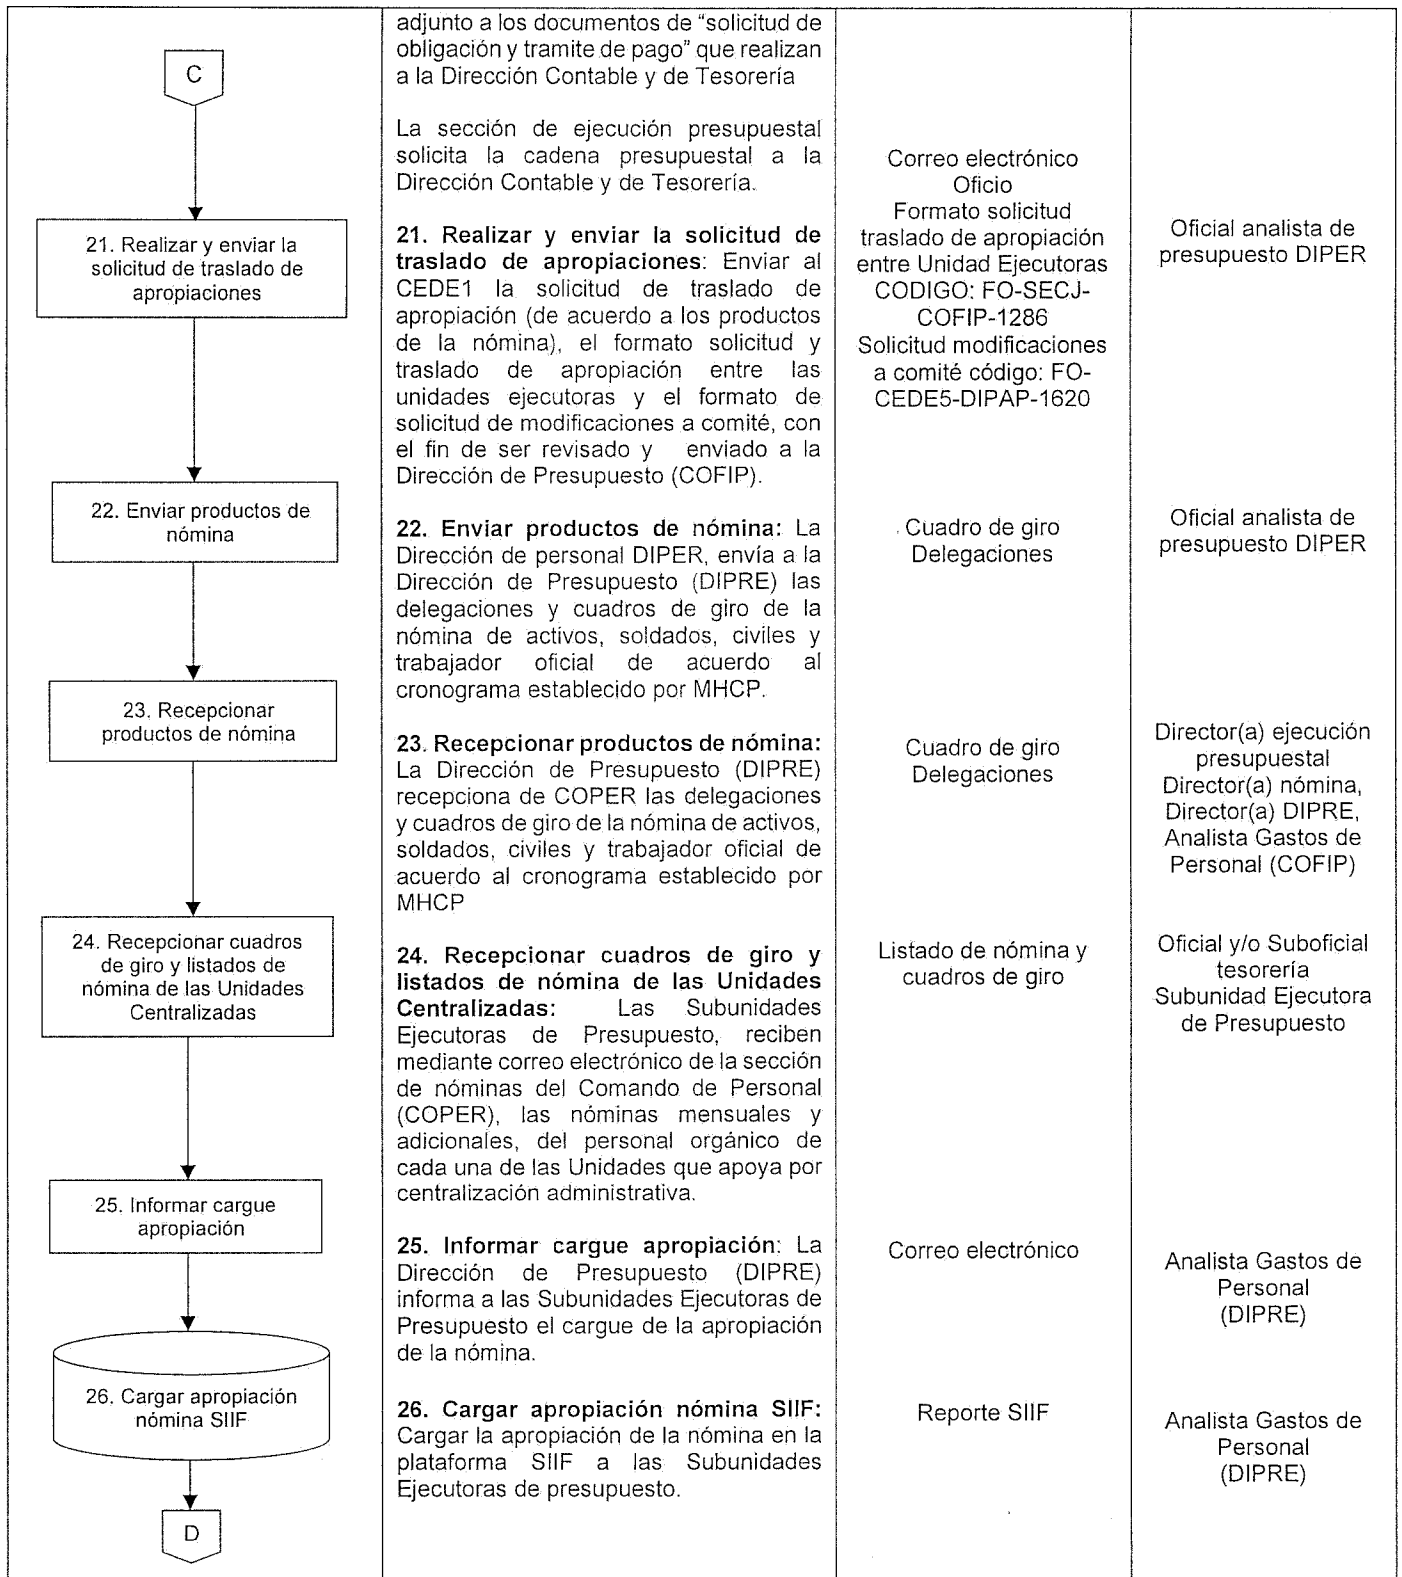 C
21. Realizar y enviar la
solicitud de traslado de
apropiaciones
22. Enviar productos de
nómina
23. Recepcionar
productos de nómina
24. Recepcionar cuadros
de giro y listados de
nómina de las Unidades
Centralizadas
25. Informar cargue
apropiación
26. Cargar apropiación
nómina SIIF
D
adjunto a los documentos de "solicitud de
obligación y tramite de pago" que realizan
a la Dirección Contable y de Tesorería
La sección de ejecución presupuestal
solicita la cadena presupuestal a la
Dirección Contable y de Tesorería.
21. Realizar y enviar la solicitud de
traslado de apropiaciones: Enviar al
CEDE1 la solicitud de traslado de
apropiación (de acuerdo a los productos
de la nómina), el formato solicitud y
traslado de apropiación entre las
unidades ejecutoras y el formato de
solicitud de modificaciones a comité, con
el fin de ser revisado y enviado a la
Dirección de Presupuesto (COFIP).
22. Enviar productos de nómina: La
Dirección de personal DIPER, envía a la
Dirección de Presupuesto (DIPRE) las
delegaciones y cuadros de giro de la
nómina de activos, soldados, civiles y
trabajador oficial de acuerdo al
cronograma establecido por MHCP.
23. Recepcionar productos de nómina:
La Dirección de Presupuesto (DIPRE)
recepciona de COPER las delegaciones
y cuadros de giro de la nómina de activos,
soldados, civiles y trabajador oficial de
acuerdo al cronograma establecido por
MHCP
24. Recepcionar cuadros de giro y
listados de nómina de las Unidades
Centralizadas: Las Subunidades
Ejecutoras de Presupuesto, reciben
mediante correo electrónico de la sección
de nóminas del Comando de Personal
(COPER), las nóminas mensuales y
adicionales, del personal orgánico de
cada una de las Unidades que apoya por
centralización administrativa.
25. Informar cargue apropiación: La
Dirección de Presupuesto (DIPRE)
informa a las Subunidades Ejecutoras de
Presupuesto el cargue de la apropiación
de la nómina.
26. Cargar apropiación nómina SIIF:
Cargar la apropiación de la nómina en la
plataforma SIIF a las Subunidades
Ejecutoras de presupuesto.
Correo electrónico
Oficio
Formato solicitud
traslado de apropiación
entre Unidad Ejecutoras
CODIGO: FO-SECJ-
COFIP-1286
Solicitud modificaciones
a comité código: FO-
CEDE5-DIPAP-1620
Cuadro de giro
Delegaciones
Cuadro de giro
Delegaciones
Listado de nómina y
cuadros de giro
Correo electrónico
Reporte SIIF
Oficial analista de
presupuesto DIPER
Oficial analista de
presupuesto DIPER
Director(a) ejecución
presupuestal
Director(a) nómina,
Director(a) DIPRE,
Analista Gastos de
Personal (COFIP)
Oficial y/o Suboficial
tesorería
Subunidad Ejecutora
de Presupuesto
Analista Gastos de
Personal
(DIPRE)
Analista Gastos de
Personal
(DIPRE)